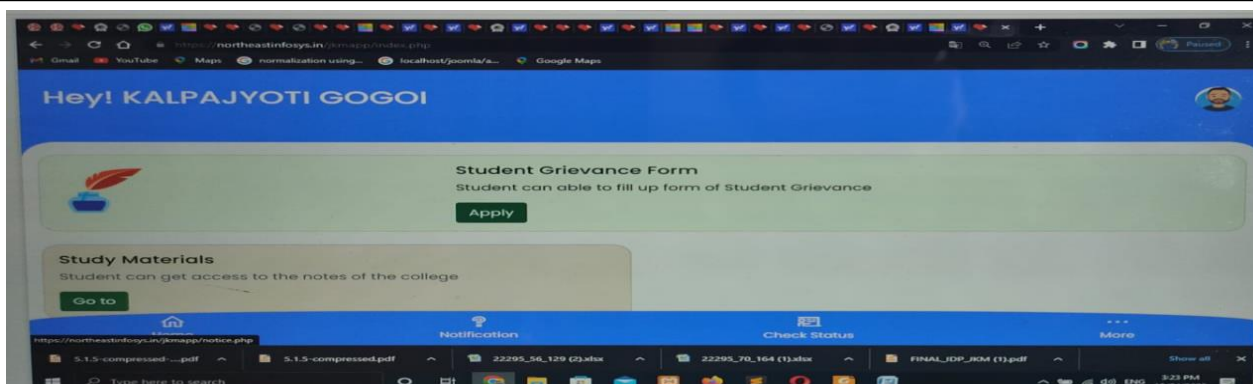 https://northeastinfosys.in/jkmapp/index.php
Paused
Gmail YouTube Maps normalization using... localhost/joomla/a... Google Maps
Hey! KALPAJYOTI GOGOI
Student Grievance Form
Student can able to fill up form of Student Grievance
Apply
Study Materials
Student can get access to the notes of the college
Go to
Home Notification Check Status More
https://northeastinfosys.in/jkmapp/notice.php
5.1.5-compressed-....pdf 5.1.5-compressed.pdf 22295_56_129 (2).xlsx 22295_70_164 (1).xlsx FINAL_IDP_JKM (1).pdf Show all
Type here to search ENG 3:23 PM